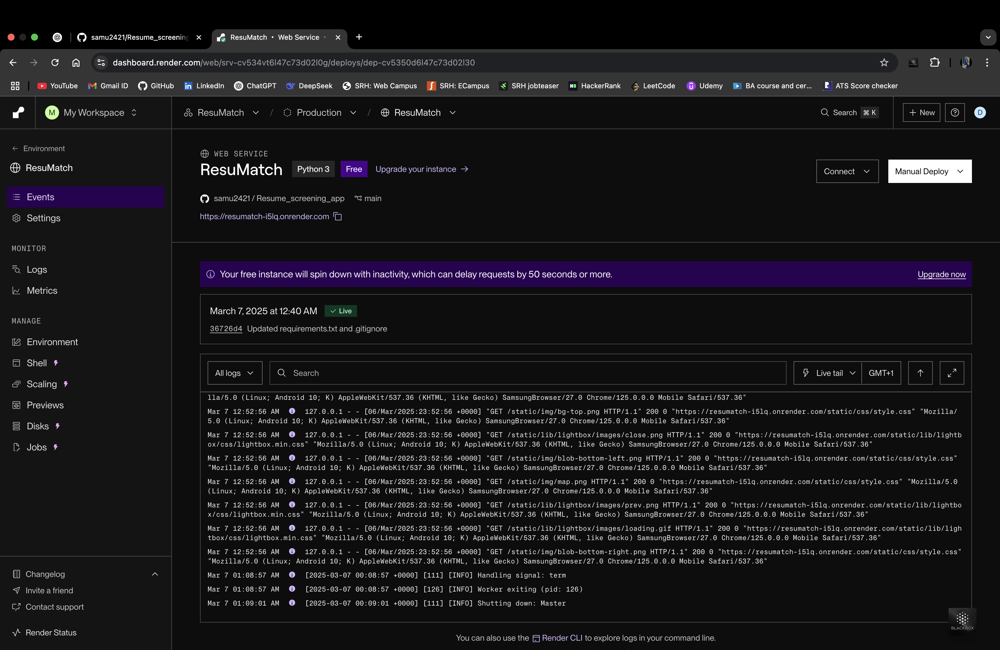 samu2421/Resume_screening
ResuMatch • Web Service •
dashboard.render.com/web/srv-cv534vt6l47c73d02l0g/deploys/dep-cv5350d6l47c73d02l30
YouTube
Gmail ID
GitHub
LinkedIn
ChatGPT
DeepSeek
SRH: Web Campus
SRH: ECampus
SRH jobteaser
HackerRank
LeetCode
Udemy
BA course and cer...
ATS Score checker
M My Workspace
ResuMatch / Production / ResuMatch
Search ⌘ K
+ New
D
Environment
ResuMatch
Events
Settings
MONITOR
Logs
Metrics
MANAGE
Environment
Shell
Scaling
Previews
Disks
Jobs
Changelog
Invite a friend
Contact support
Render Status
WEB SERVICE
ResuMatch Python 3 Free Upgrade your instance →
Connect
Manual Deploy
samu2421 / Resume_screening_app main
https://resumatch-i5lq.onrender.com
Your free instance will spin down with inactivity, which can delay requests by 50 seconds or more.
Upgrade now
March 7, 2025 at 12:40 AM ✓ Live
36726d4 Updated requirements.txt and .gitignore
All logs
Search
Live tail
GMT+1
lla/5.0 (Linux; Android 10; K) AppleWebKit/537.36 (KHTML, like Gecko) SamsungBrowser/27.0 Chrome/125.0.0.0 Mobile Safari/537.36"
Mar 7 12:52:56 AM 127.0.0.1 - - [06/Mar/2025:23:52:56 +0000] "GET /static/img/bg-top.png HTTP/1.1" 200 0 "https://resumatch-i5lq.onrender.com/static/css/style.css" "Mozilla/
5.0 (Linux; Android 10; K) AppleWebKit/537.36 (KHTML, like Gecko) SamsungBrowser/27.0 Chrome/125.0.0.0 Mobile Safari/537.36"
Mar 7 12:52:56 AM 127.0.0.1 - - [06/Mar/2025:23:52:56 +0000] "GET /static/lib/lightbox/images/close.png HTTP/1.1" 200 0 "https://resumatch-i5lq.onrender.com/static/lib/lightb
ox/css/lightbox.min.css" "Mozilla/5.0 (Linux; Android 10; K) AppleWebKit/537.36 (KHTML, like Gecko) SamsungBrowser/27.0 Chrome/125.0.0.0 Mobile Safari/537.36"
Mar 7 12:52:56 AM 127.0.0.1 - - [06/Mar/2025:23:52:56 +0000] "GET /static/img/blob-bottom-left.png HTTP/1.1" 200 0 "https://resumatch-i5lq.onrender.com/static/css/style.css"
"Mozilla/5.0 (Linux; Android 10; K) AppleWebKit/537.36 (KHTML, like Gecko) SamsungBrowser/27.0 Chrome/125.0.0.0 Mobile Safari/537.36"
Mar 7 12:52:56 AM 127.0.0.1 - - [06/Mar/2025:23:52:56 +0000] "GET /static/img/map.png HTTP/1.1" 200 0 "https://resumatch-i5lq.onrender.com/static/css/style.css" "Mozilla/5.0
(Linux; Android 10; K) AppleWebKit/537.36 (KHTML, like Gecko) SamsungBrowser/27.0 Chrome/125.0.0.0 Mobile Safari/537.36"
Mar 7 12:52:56 AM 127.0.0.1 - - [06/Mar/2025:23:52:56 +0000] "GET /static/lib/lightbox/images/prev.png HTTP/1.1" 200 0 "https://resumatch-i5lq.onrender.com/static/lib/lightbo
x/css/lightbox.min.css" "Mozilla/5.0 (Linux; Android 10; K) AppleWebKit/537.36 (KHTML, like Gecko) SamsungBrowser/27.0 Chrome/125.0.0.0 Mobile Safari/537.36"
Mar 7 12:52:56 AM 127.0.0.1 - - [06/Mar/2025:23:52:56 +0000] "GET /static/lib/lightbox/images/loading.gif HTTP/1.1" 200 0 "https://resumatch-i5lq.onrender.com/static/lib/ligh
tbox/css/lightbox.min.css" "Mozilla/5.0 (Linux; Android 10; K) AppleWebKit/537.36 (KHTML, like Gecko) SamsungBrowser/27.0 Chrome/125.0.0.0 Mobile Safari/537.36"
Mar 7 12:52:56 AM 127.0.0.1 - - [06/Mar/2025:23:52:56 +0000] "GET /static/img/blob-bottom-right.png HTTP/1.1" 200 0 "https://resumatch-i5lq.onrender.com/static/css/style.css"
"Mozilla/5.0 (Linux; Android 10; K) AppleWebKit/537.36 (KHTML, like Gecko) SamsungBrowser/27.0 Chrome/125.0.0.0 Mobile Safari/537.36"
Mar 7 01:08:57 AM [2025-03-07 00:08:57 +0000] [111] [INFO] Handling signal: term
Mar 7 01:08:57 AM [2025-03-07 00:08:57 +0000] [126] [INFO] Worker exiting (pid: 126)
Mar 7 01:09:01 AM [2025-03-07 00:09:01 +0000] [111] [INFO] Shutting down: Master
BLACKBOX
You can also use the Render CLI to explore logs in your command line.